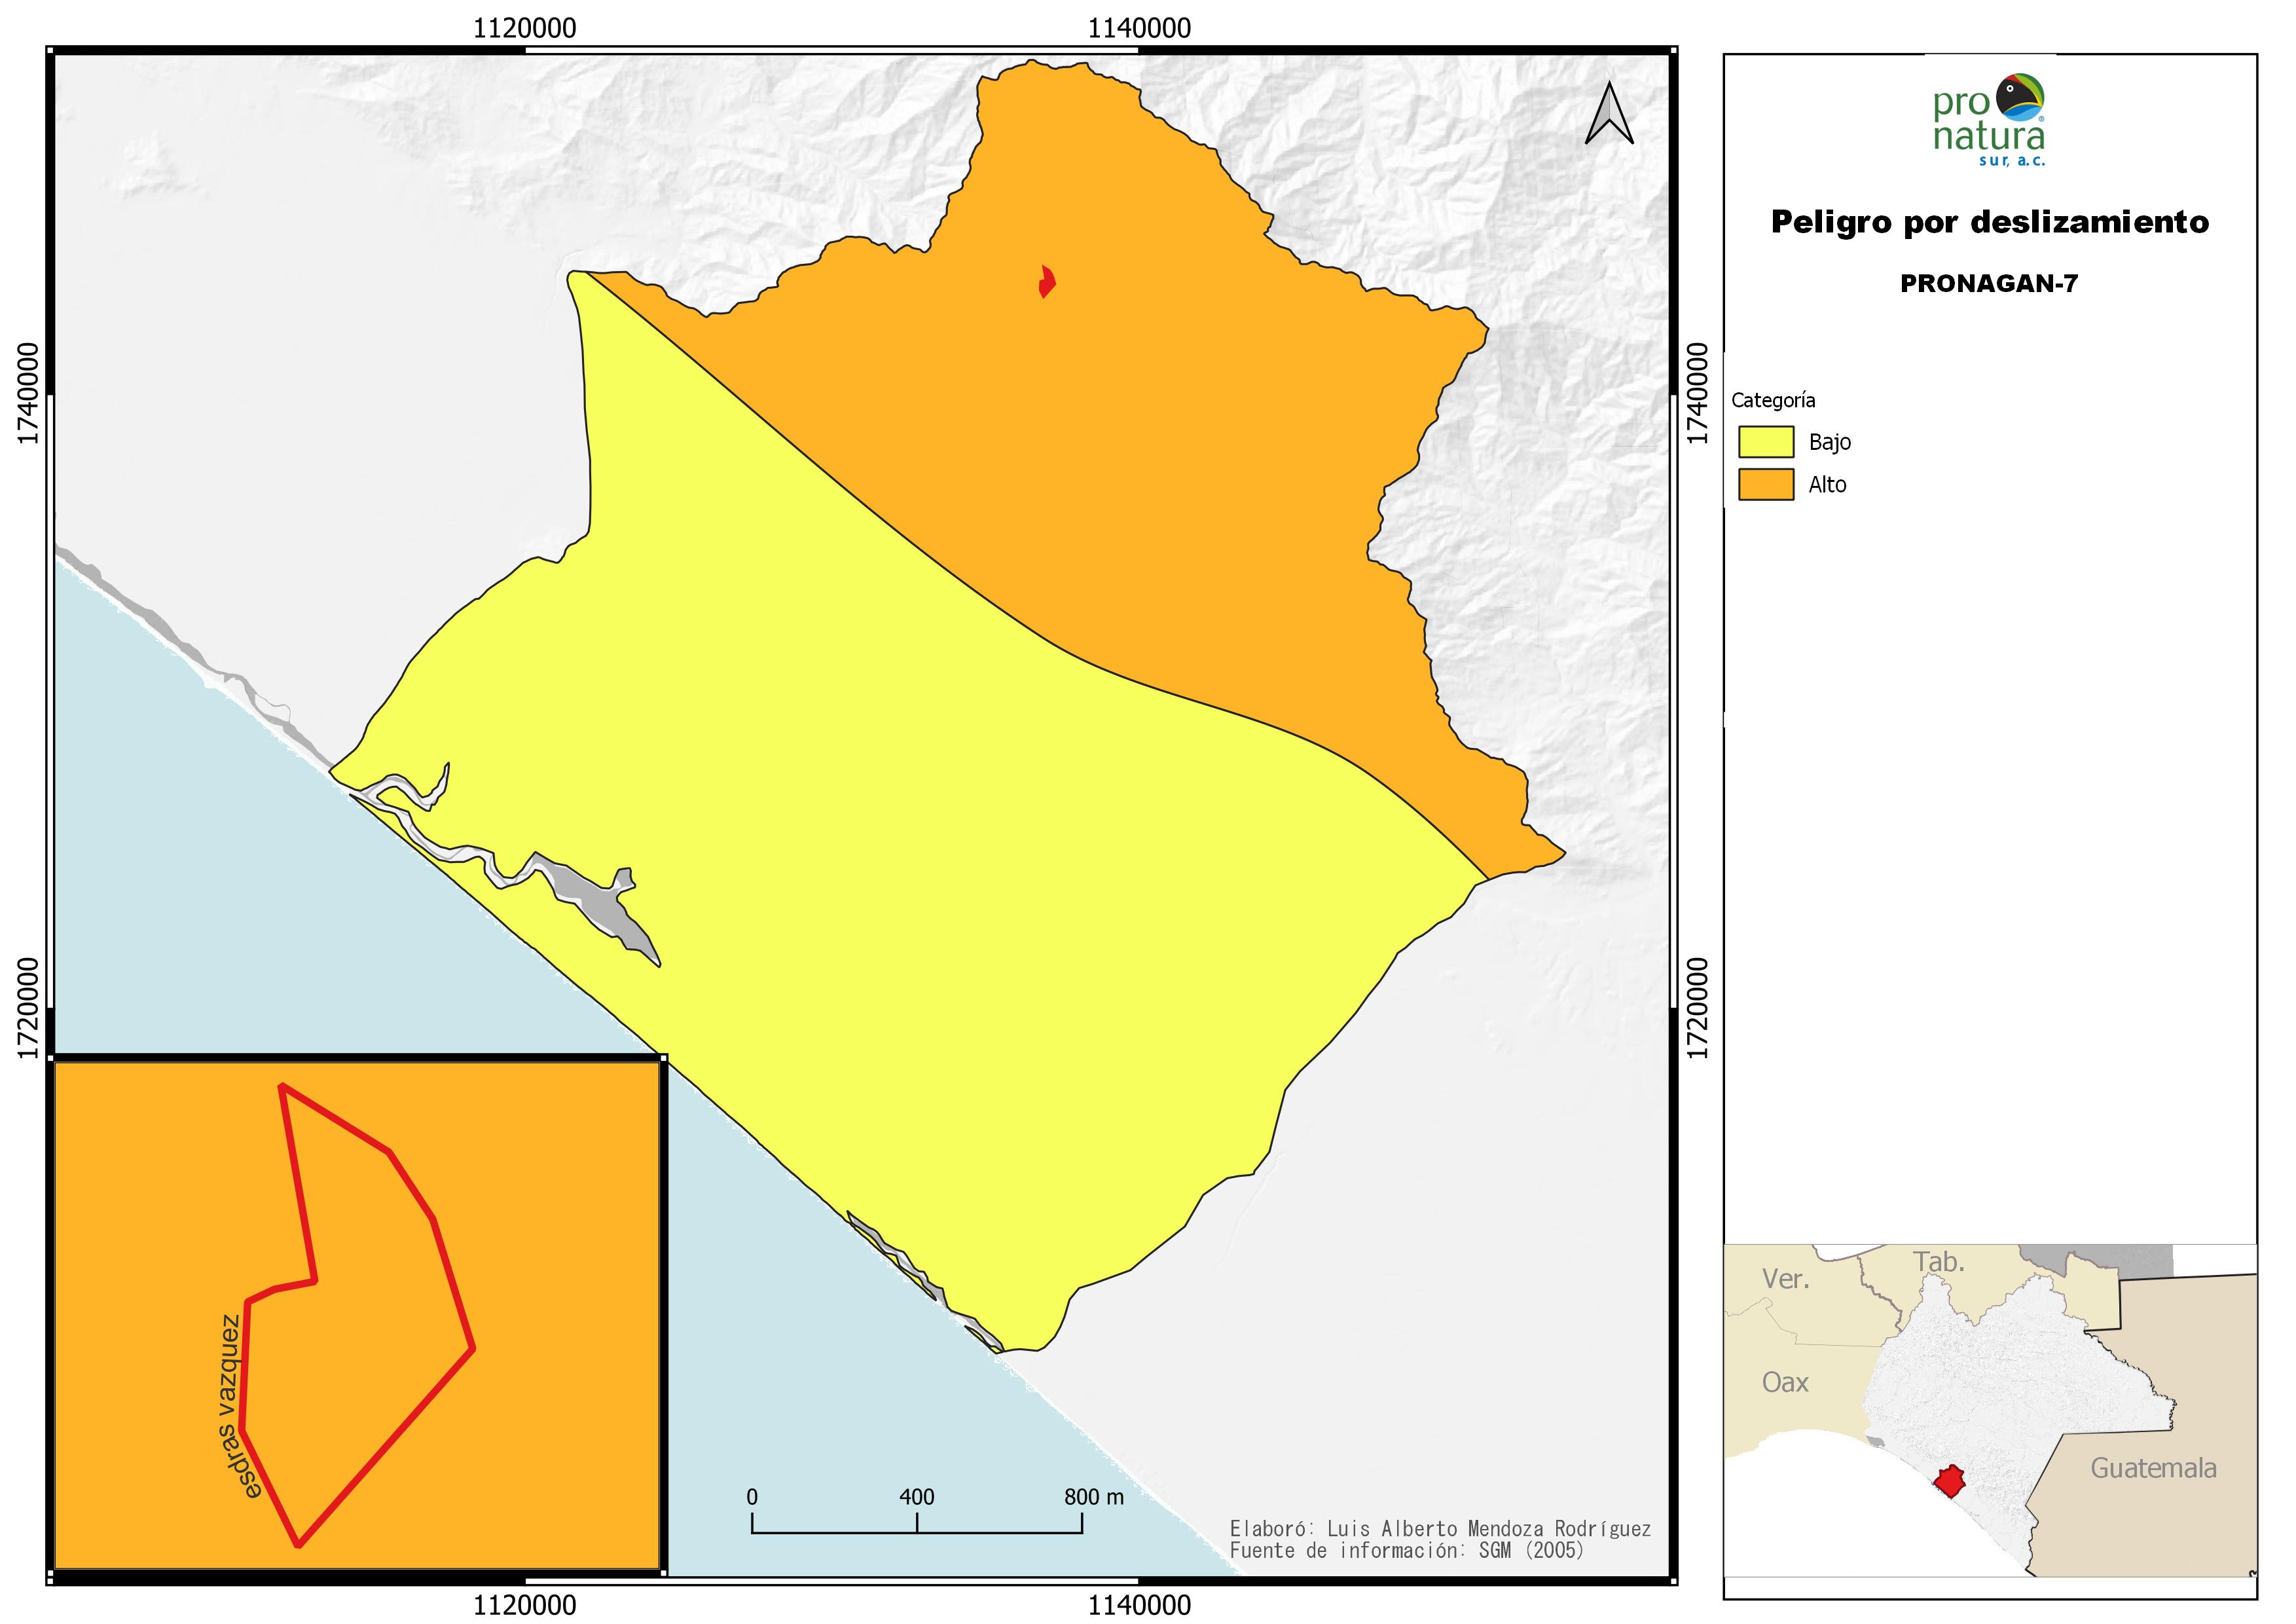 1120000
1140000
1740000
1740000
1720000
1720000
esdras vazquez
0
400
800 m
Elaboró: Luis Alberto Mendoza Rodríguez
Fuente de información: SGM (2005)
1120000
1140000
pro
natura
sur, a.c.
Peligro por deslizamiento
PRONAGAN-7
Categoría
Bajo
Alto
Ver.
Tab.
Oax
Guatemala